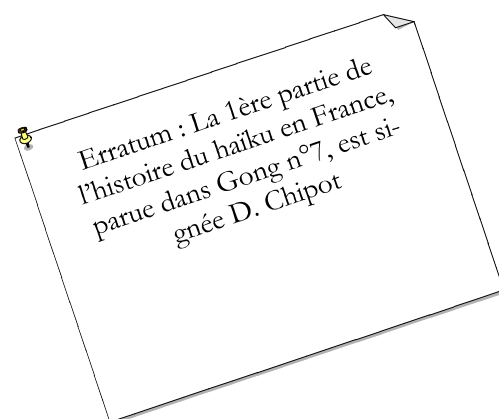 Erratum : La 1ère partie de
l'histoire du haïku en France,
parue dans Gong n°7, est si-
gnée D. Chipot